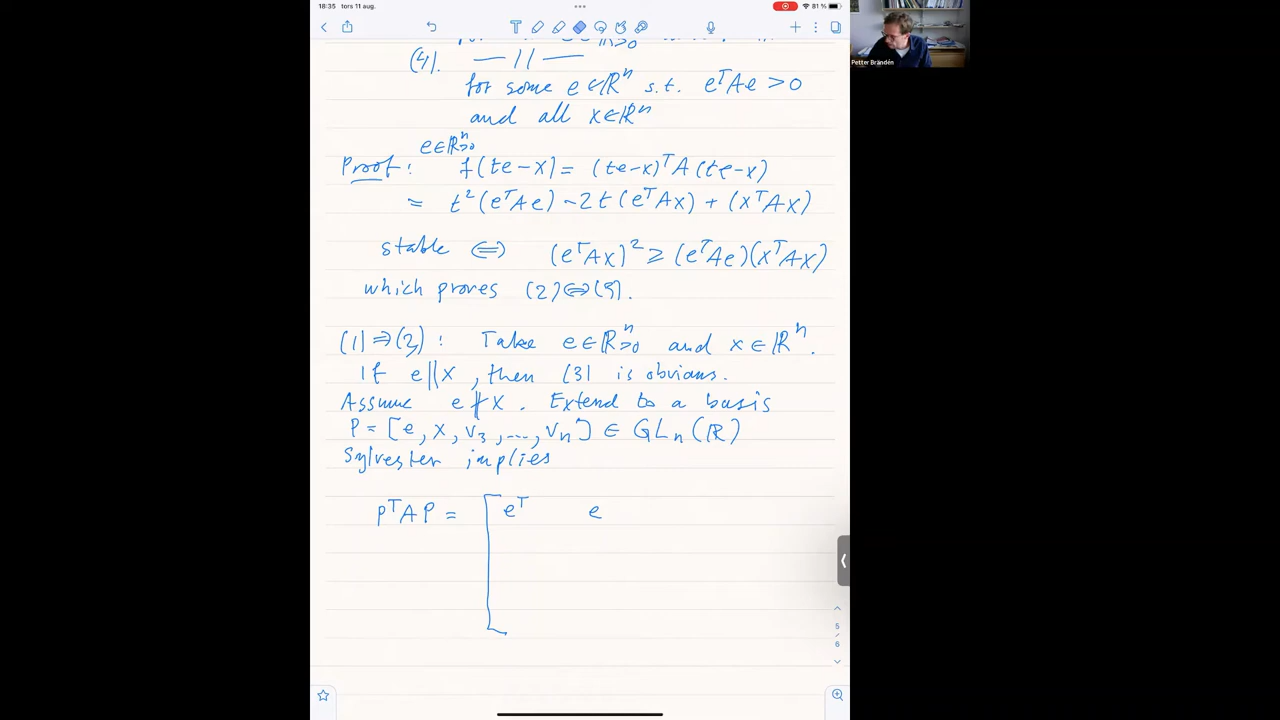 18:35 tors 11 aug.
81 %
(4). —— // ——
for some e ∈ ℝⁿ s.t. eᵀAe > 0
and all x ∈ ℝⁿ
e ∈ ℝⁿ>0
Proof: f(te-x) = (te-x)ᵀA(te-x)
= t²(eᵀAe) - 2t(eᵀAx) + (xᵀAx)
stable ⇔ (eᵀAx)² ≥ (eᵀAe)(xᵀAx)
which proves (2)⇔(3).
(1)⇒(2): Take e ∈ ℝⁿ>0 and x ∈ ℝⁿ.
If e∥x, then (3) is obvious.
Assume e∦x. Extend to a basis
P = [e, x, v₃, ..., vₙ] ∈ GLₙ(ℝ)
Sylvester implies
PᵀAP = [ eᵀ e
5
/
6
Petter Brändén